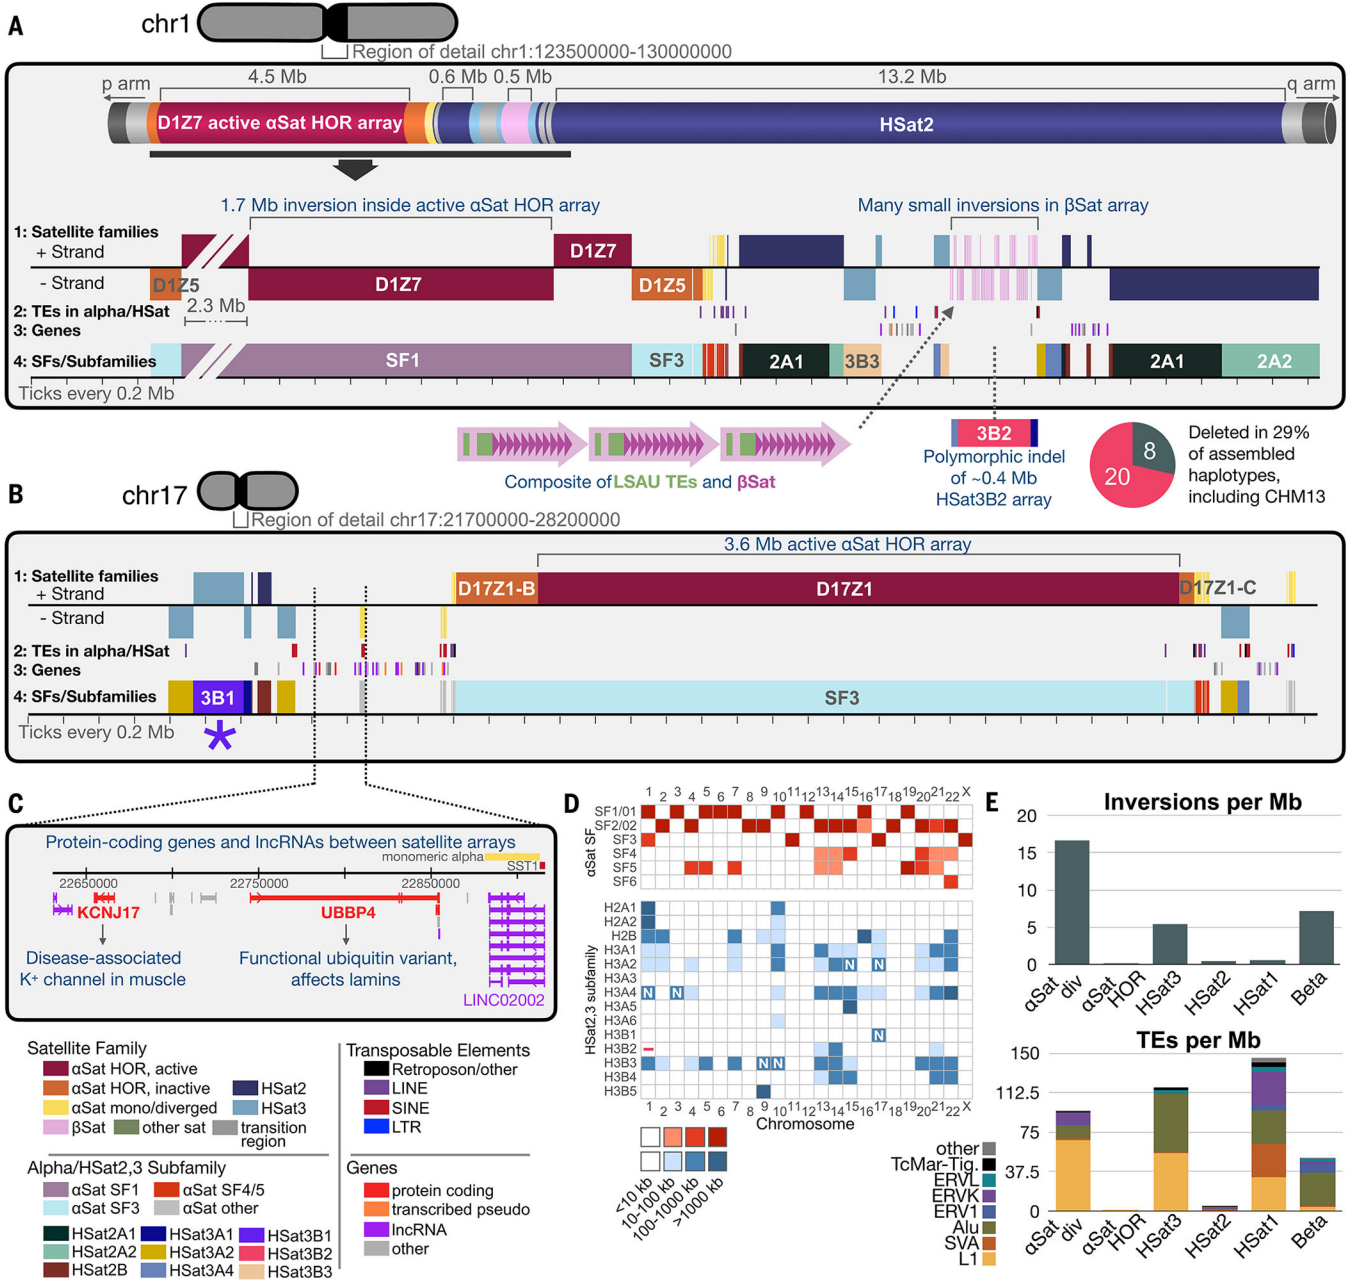 A
chr1
Region of detail chr1:123500000-130000000
p arm
4.5 Mb
0.6 Mb
0.5 Mb
13.2 Mb
q arm
D1Z7 active αSat HOR array
HSat2
1.7 Mb inversion inside active αSat HOR array
Many small inversions in βSat array
1: Satellite families
+ Strand
- Strand
D1Z5
D1Z7
D1Z7
D1Z5
2.3 Mb
2: TEs in alpha/HSat
3: Genes
4: SFs/Subfamilies
SF1
SF3
2A1
3B3
2A1
2A2
Ticks every 0.2 Mb
Composite of LSAU TEs and βSat
3B2
Polymorphic indel
of ~0.4 Mb
HSat3B2 array
8
20
Deleted in 29%
of assembled
haplotypes,
including CHM13
B
chr17
Region of detail chr17:21700000-28200000
3.6 Mb active αSat HOR array
1: Satellite families
+ Strand
- Strand
D17Z1-B
D17Z1
D17Z1-C
2: TEs in alpha/HSat
3: Genes
4: SFs/Subfamilies
3B1
SF3
Ticks every 0.2 Mb
*
C
Protein-coding genes and lncRNAs between satellite arrays
monomeric alpha
SST1
22650000
22750000
22850000
KCNJ17
UBBP4
Disease-associated
K+ channel in muscle
Functional ubiquitin variant,
affects lamins
LINC02002
Satellite Family
αSat HOR, active
αSat HOR, inactive
HSat2
αSat mono/diverged
HSat3
βSat
other sat
transition
region
Alpha/HSat2,3 Subfamily
αSat SF1
αSat SF4/5
αSat SF3
αSat other
HSat2A1
HSat3A1
HSat3B1
HSat2A2
HSat3A2
HSat3B2
HSat2B
HSat3A4
HSat3B3
Transposable Elements
Retroposon/other
LINE
SINE
LTR
Genes
protein coding
transcribed pseudo
lncRNA
other
D
1 3 5 7 9 11 13 15 17 19 21 X
2 4 6 8 10 12 14 16 18 20 22
αSat SF
SF1/01
SF2/02
SF3
SF4
SF5
SF6
HSat2,3 subfamily
H2A1
H2A2
H2B
H3A1
H3A2 N N
H3A3
H3A4 N N
H3A5
H3A6
H3B1 N
H3B2
H3B3 N N
H3B4
H3B5
1 3 5 7 9 11 13 15 17 19 21 X
2 4 6 8 10 12 14 16 18 20 22
Chromosome
<10 kb
10-100 kb
100-1000 kb
>1000 kb
E
Inversions per Mb
20
15
10
5
0
αSat
div
αSat
HOR
HSat3
HSat2
HSat1
Beta
TEs per Mb
150
112.5
75
37.5
0
other
TcMar-Tig.
ERVL
ERVK
ERV1
Alu
SVA
L1
αSat
div
αSat
HOR
HSat3
HSat2
HSat1
Beta